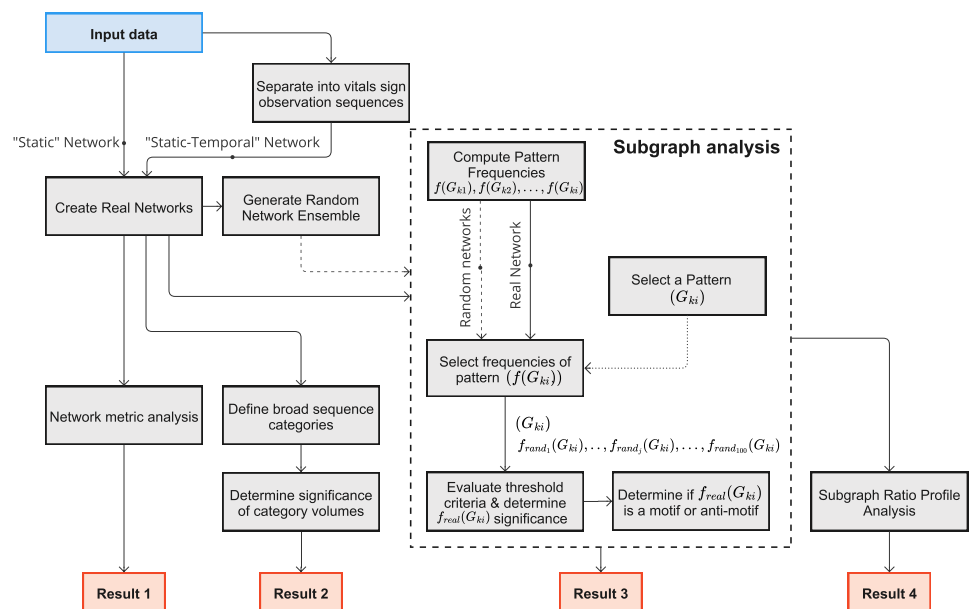 Input data
Separate into vitals sign
observation sequences
"Static" Network
"Static-Temporal" Network
Create Real Networks
Generate Random
Network Ensemble
Subgraph analysis
Compute Pattern
Frequencies
f(G_{k1}), f(G_{k2}), ..., f(G_{ki})
Random networks
Real Network
Select a Pattern
(G_{ki})
Select frequencies of
pattern (f(G_{ki}))
(G_{ki})
f_{rand_1}(G_{ki}), .., f_{rand_j}(G_{ki}), ..., f_{rand_{100}}(G_{ki})
Network metric analysis
Define broad sequence
categories
Determine significance
of category volumes
Evaluate threshold
criteria & determine
f_{real}(G_{ki}) significance
Determine if f_{real}(G_{ki})
is a motif or anti-motif
Subgraph Ratio Profile
Analysis
Result 1
Result 2
Result 3
Result 4